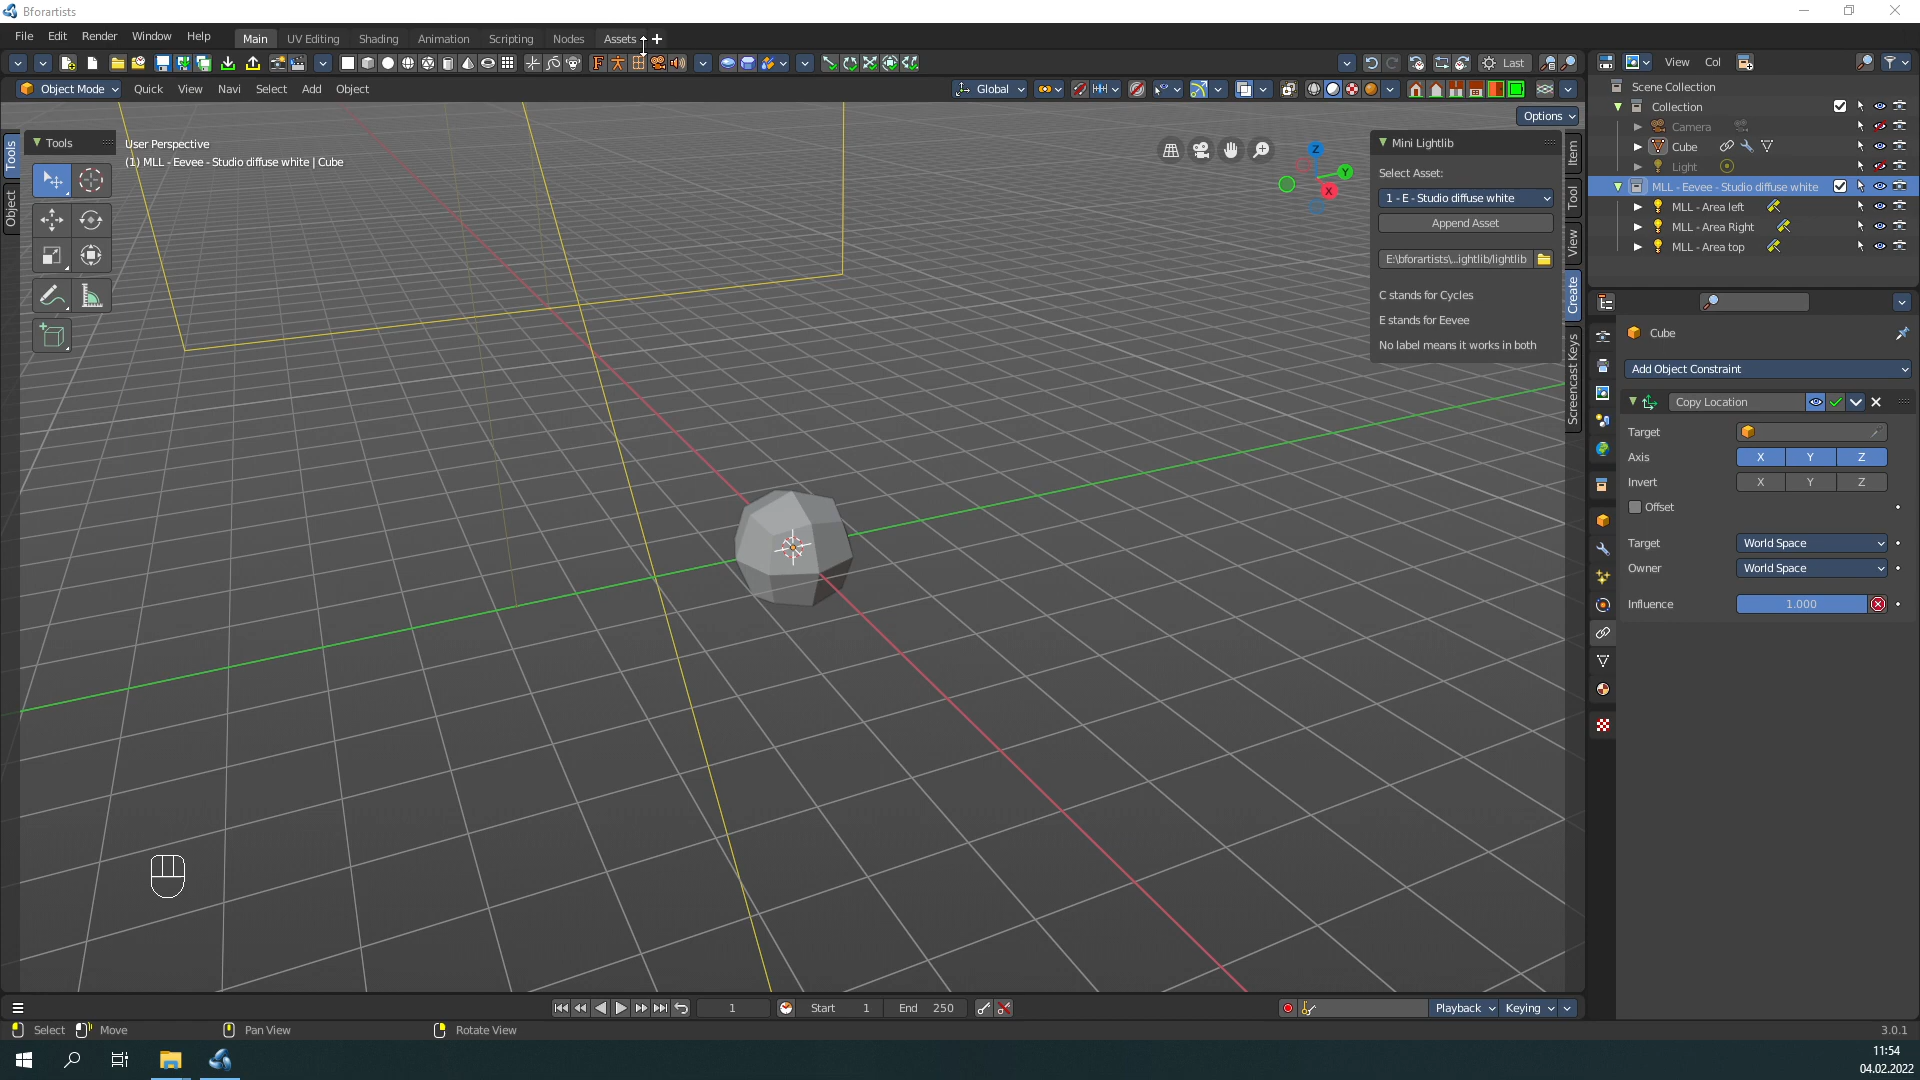 Bforartists
File Edit Render Window Help Main UV Editing Shading Animation Scripting Nodes Assets +
Last View Col
Object Mode Quick View Navi Select Add Object Global
Options
Tools
Object
Tools
User Perspective
(1) MLL - Eevee - Studio diffuse white | Cube
Z
Y
X
Mini Lightlib
Select Asset:
1 - E - Studio diffuse white
Append Asset
E:\bforartists\...ightlib/lightlib
C stands for Cycles
E stands for Eevee
No label means it works in both
Item
Tool
View
Create
Screencast Keys
Scene Collection
Collection
Camera
Cube
Light
MLL - Eevee - Studio diffuse white
MLL - Area left
MLL - Area Right
MLL - Area top
Cube
Add Object Constraint
Copy Location
Target
Axis X Y Z
Invert X Y Z
Offset
Target World Space
Owner World Space
Influence 1.000
1 Start 1 End 250 Playback Keying
Select Move Pan View Rotate View 3.0.1
11:54
04.02.2022